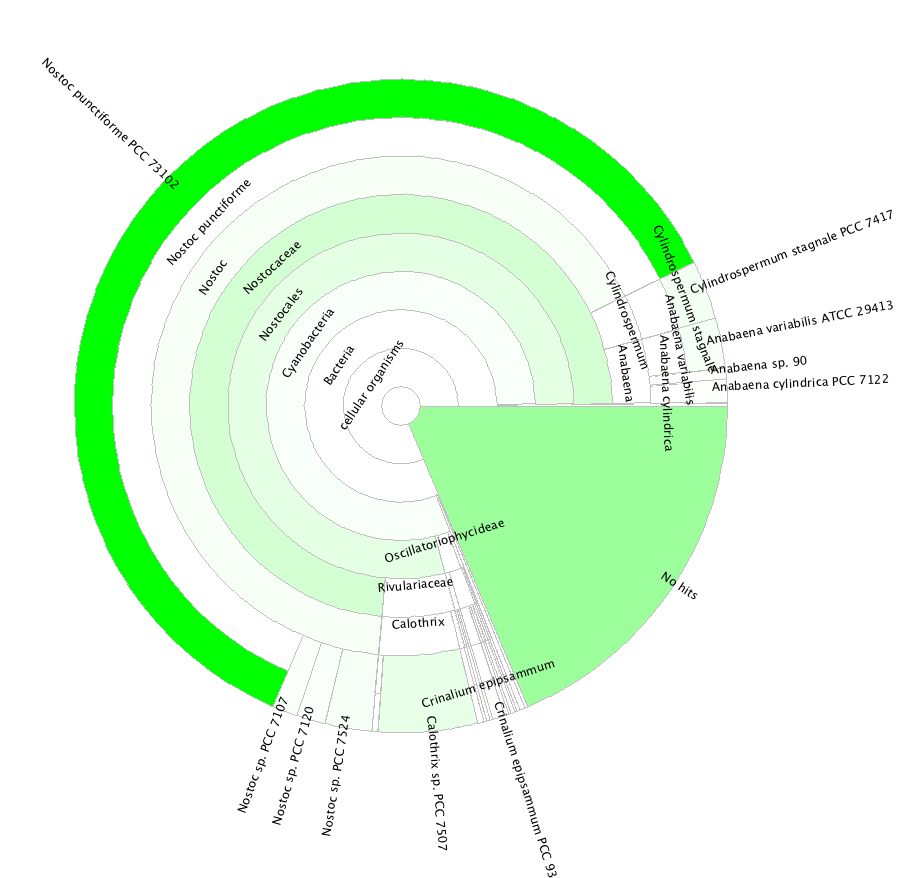 Nostoc punctiforme PCC 73102
Nostoc punctiforme
Nostoc
Nostocaceae
Nostocales
Cyanobacteria
Bacteria
cellular organisms
Cylindrospermum
Cylindrospermum stagnale
Cylindrospermum stagnale PCC 7417
Anabaena
Anabaena variabilis
Anabaena variabilis ATCC 29413
Anabaena sp. 90
Anabaena cylindrica
Anabaena cylindrica PCC 7122
No hits
Oscillatoriophycideae
Rivulariaceae
Calothrix
Crinalium epipsammum
Nostoc sp. PCC 7107
Nostoc sp. PCC 7120
Nostoc sp. PCC 7524
Calothrix sp. PCC 7507
Crinalium epipsammum PCC 93